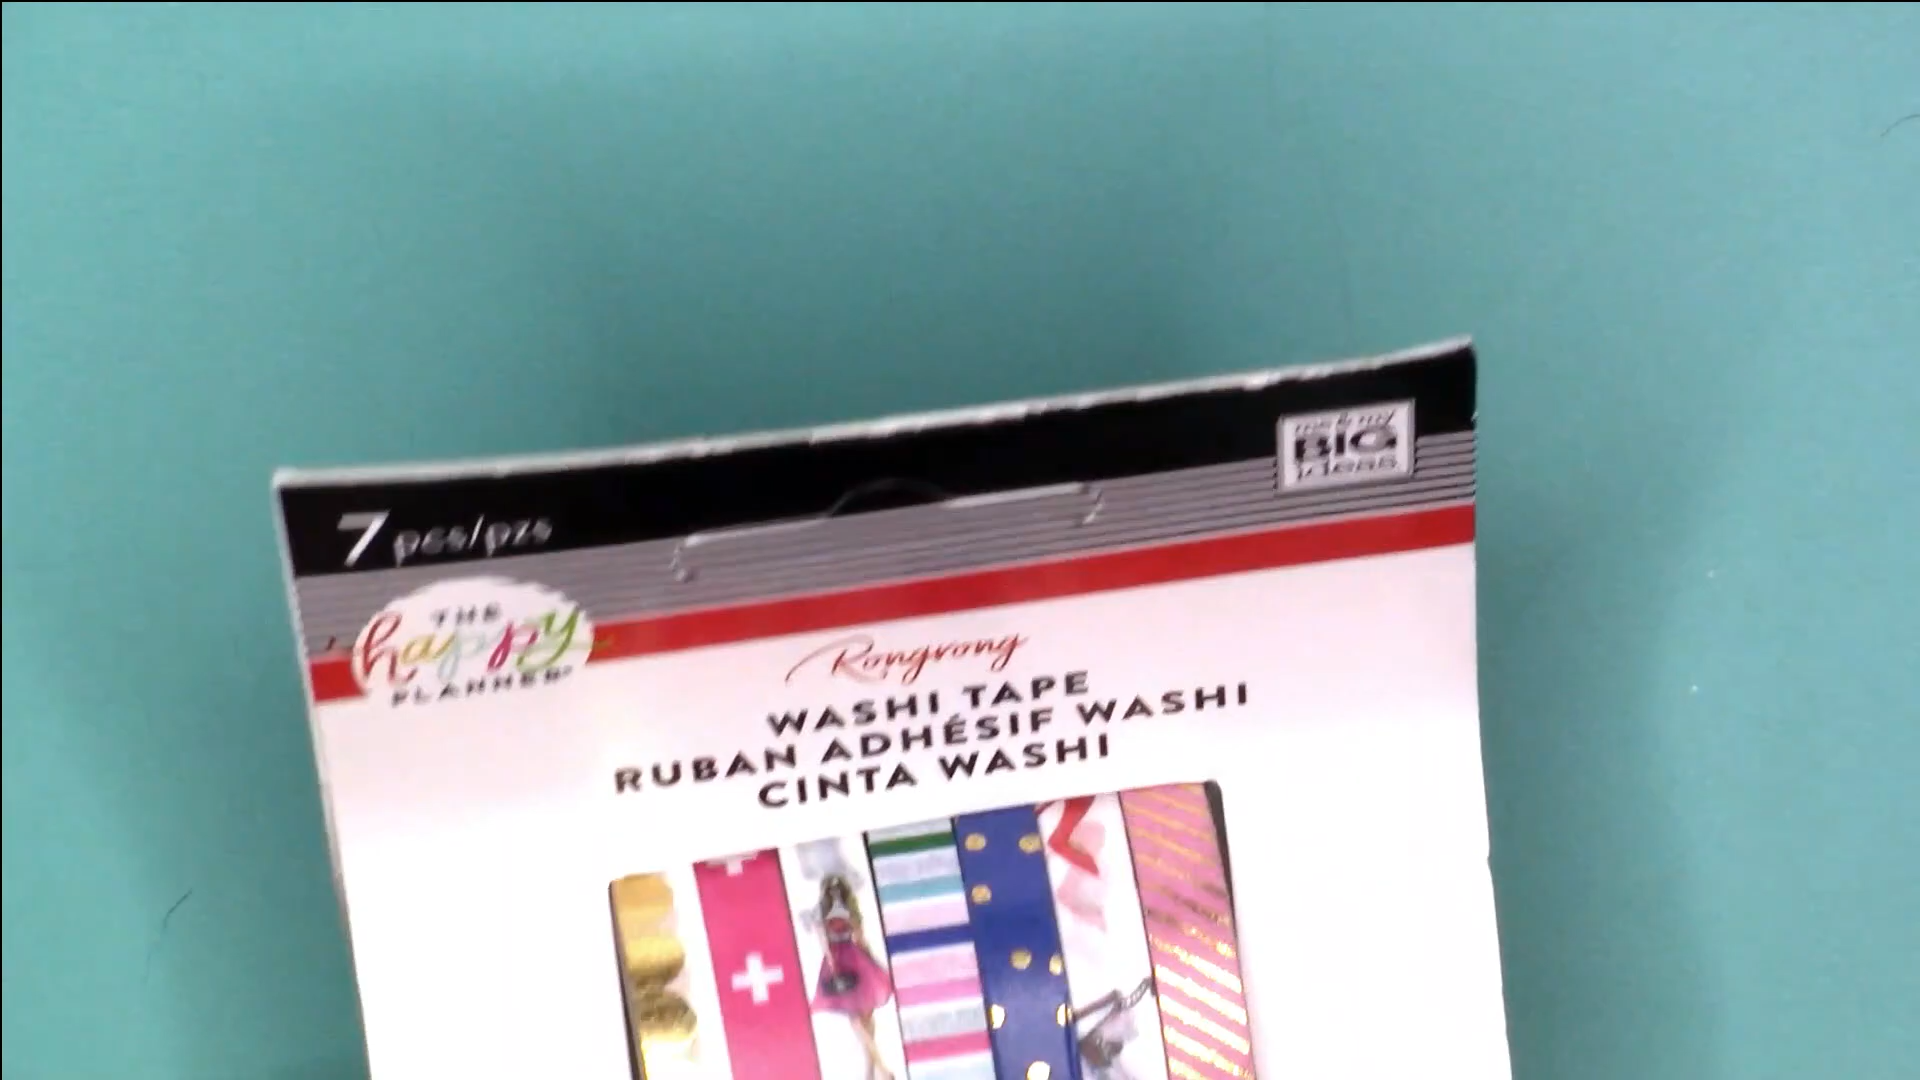 me & my
BIG
ideas
7 pcs/pzs
THE
happy
PLANNER®
Rongrong
WASHI TAPE
RUBAN ADHÉSIF WASHI
CINTA WASHI